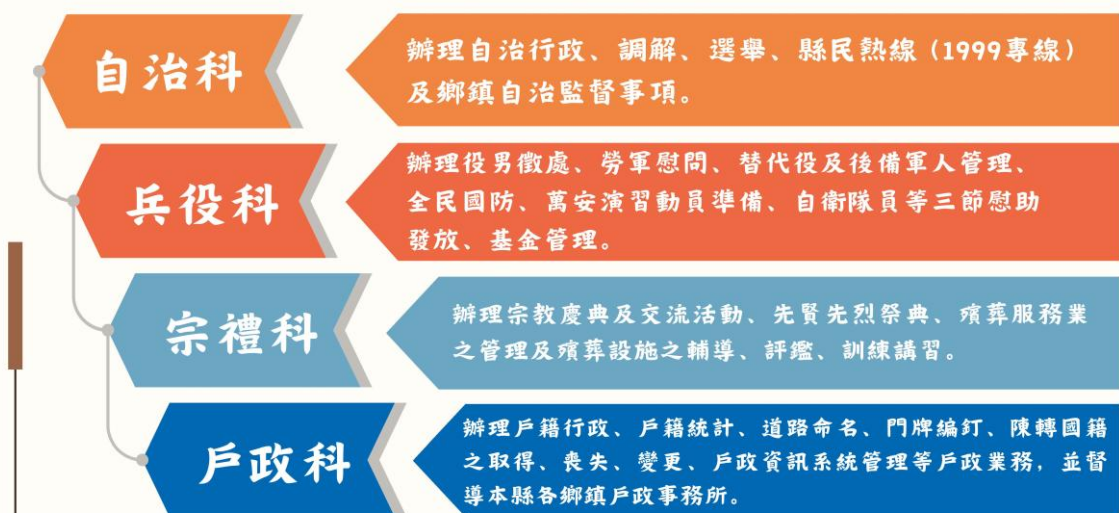 自治科
辦理自治行政、調解、選舉、縣民熱線(1999專線)
及鄉鎮自治監督事項。
兵役科
辦理役男徵處、勞軍慰問、替代役及後備軍人管理、
全民國防、萬安演習動員準備、自衛隊員等三節慰助
發放、基金管理。
宗禮科
辦理宗教慶典及交流活動、先賢先烈祭典、殯葬服務業
之管理及殯葬設施之輔導、評鑑、訓練講習。
戶政科
辦理戶籍行政、戶籍統計、道路命名、門牌編釘、陳轉國籍
之取得、喪失、變更、戶政資訊系統管理等戶政業務，並督
導本縣各鄉鎮戶政事務所。